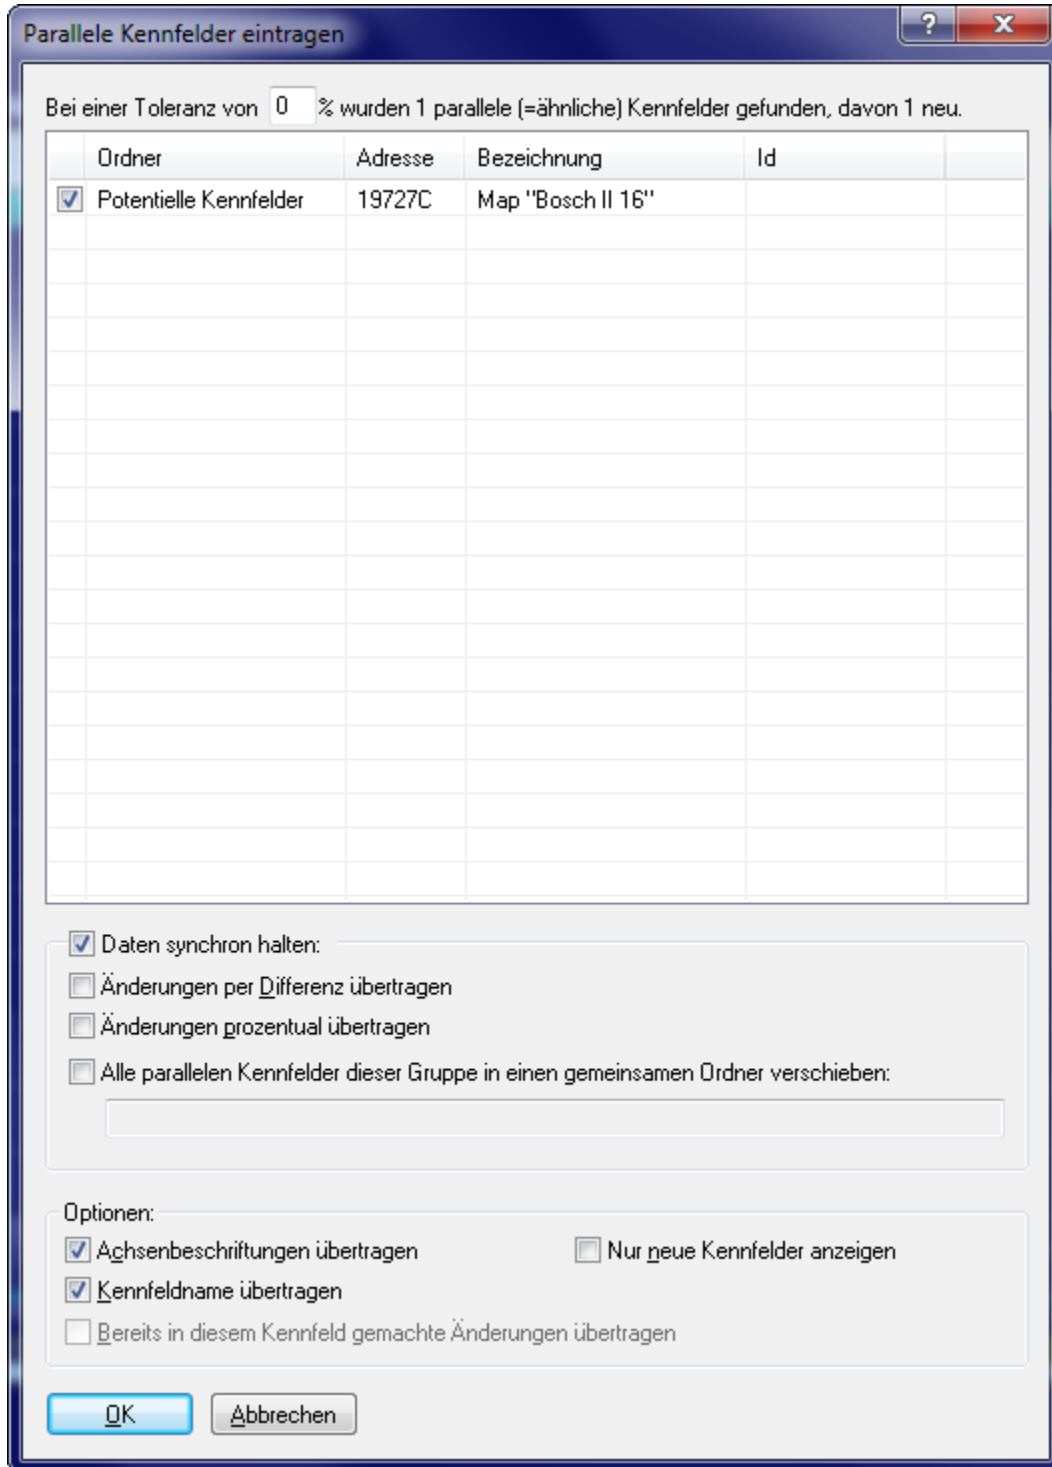 Parallele Kennfelder eintragen
Bei einer Toleranz von 0 % wurden 1 parallele (=ähnliche) Kennfelder gefunden, davon 1 neu.
Ordner Adresse Bezeichnung Id
Potentielle Kennfelder 19727C Map "Bosch II 16"
Daten synchron halten:
Änderungen per Differenz übertragen
Änderungen prozentual übertragen
Alle parallelen Kennfelder dieser Gruppe in einen gemeinsamen Ordner verschieben:
Optionen:
Achsenbeschriftungen übertragen Nur neue Kennfelder anzeigen
Kennfeldname übertragen
Bereits in diesem Kennfeld gemachte Änderungen übertragen
OK Abbrechen